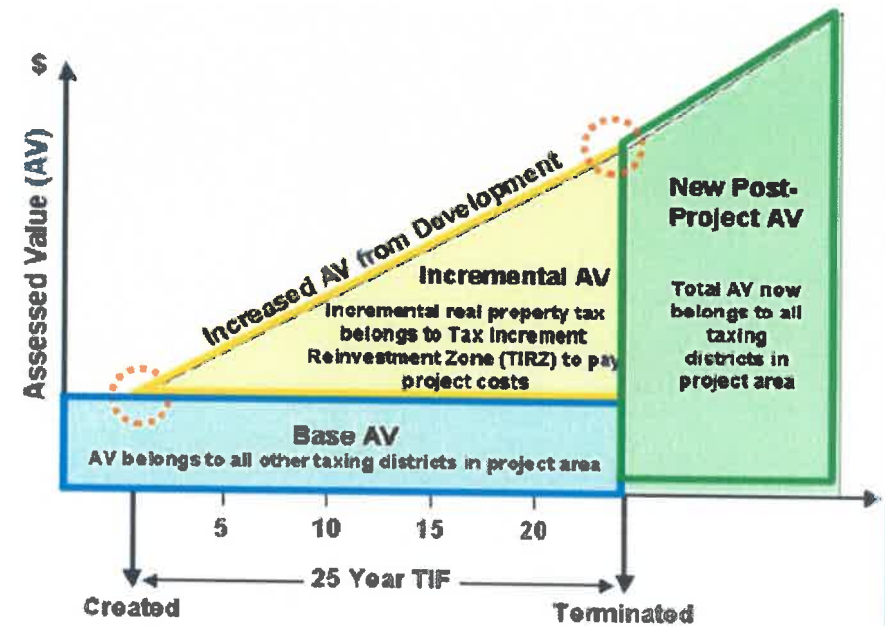 $
Assessed Value (AV)
Increased AV from Development
Incremental AV
Incremental real property tax
belongs to Tax Increment
Reinvestment Zone (TIRZ) to pay
project costs
New Post-
Project AV
Total AV now
belongs to all
taxing
districts in
project area
Base AV
AV belongs to all other taxing districts in project area
5
10
15
20
25 Year TIF
Created
Terminated